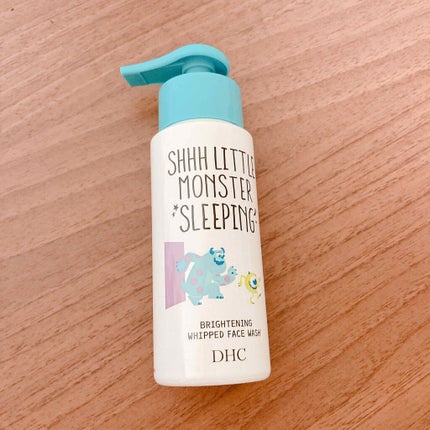 SHHH LITTLE
MONSTER
SLEEPING
BRIGHTENING
WHIPPED FACE WASH
DHC